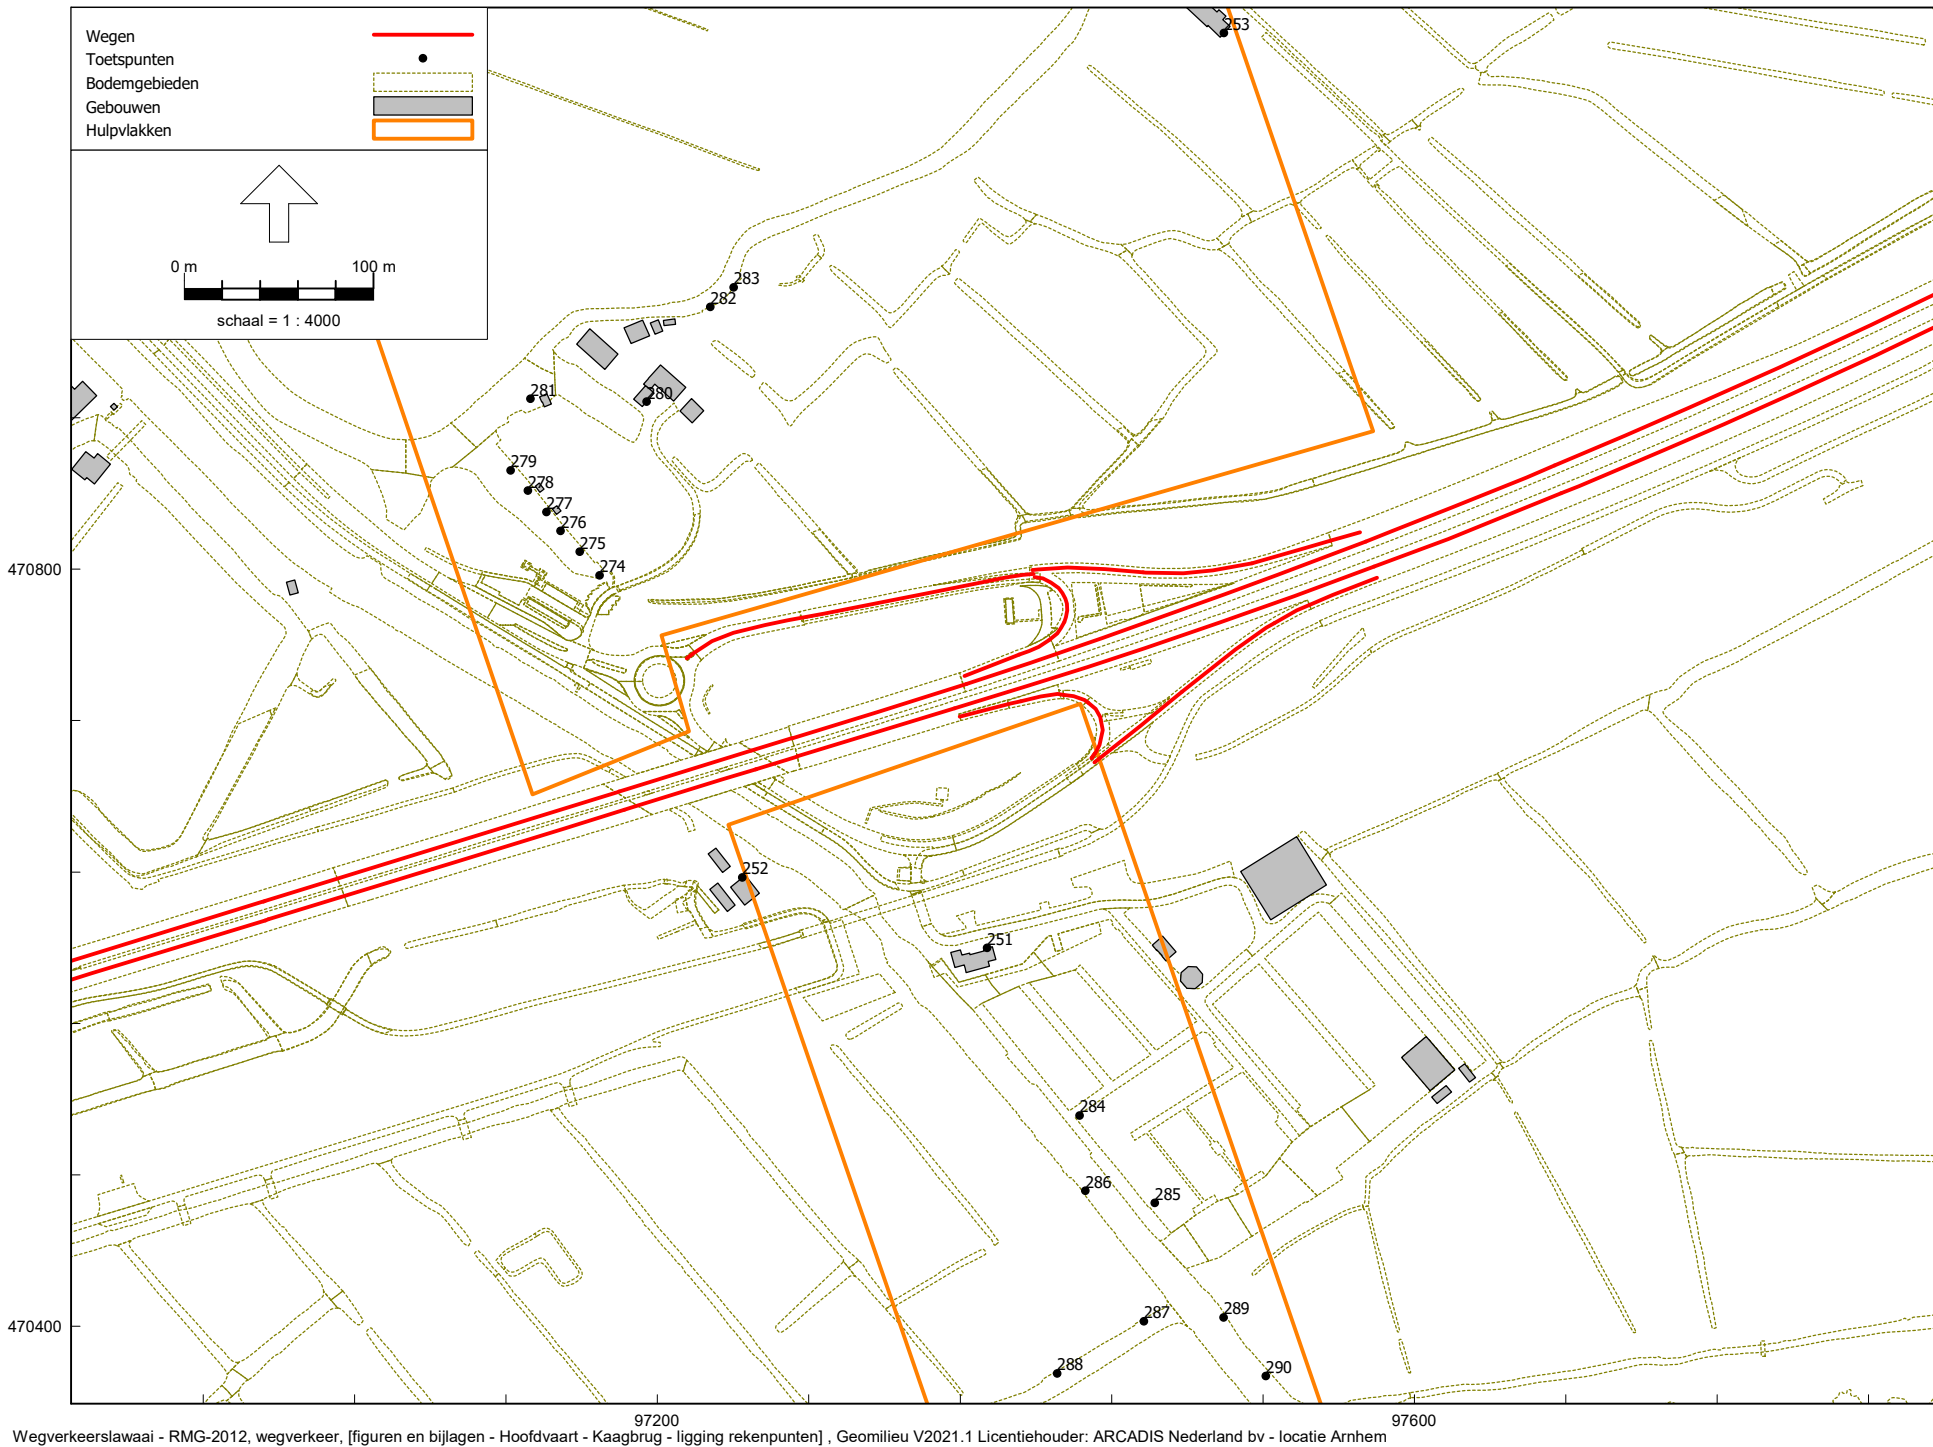 Wegen
Toetspunten
Bodemgebieden
Gebouwen
Hulpvlakken
0 m 100 m
schaal = 1 : 4000
253
283
282
281
280
279
278
277
276
275
274
470800
252
251
284
286
285
287
289
288
290
470400
97200 97600
Wegverkeerslawaai - RMG-2012, wegverkeer, [figuren en bijlagen - Hoofdvaart - Kaagbrug - ligging rekenpunten] , Geomilieu V2021.1 Licentiehouder: ARCADIS Nederland bv - locatie Arnhem